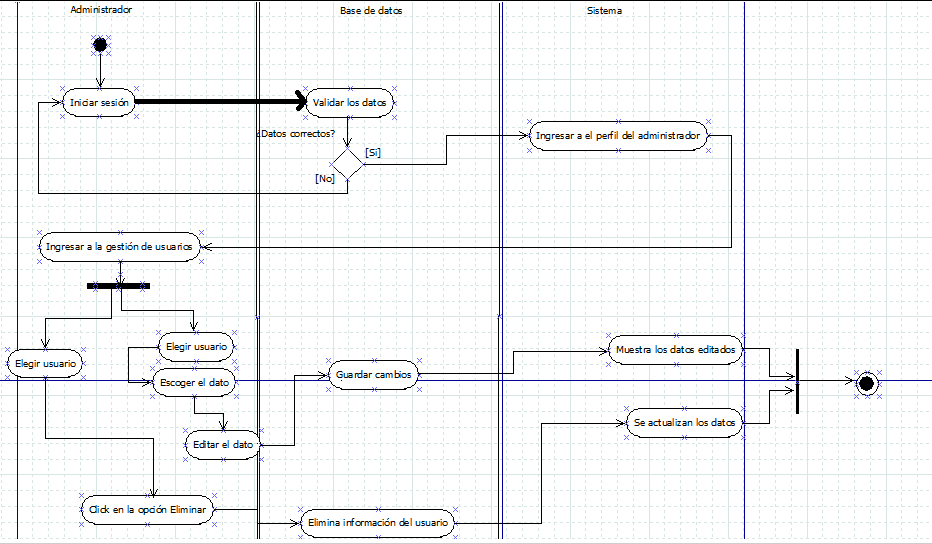 Administrador
Base de datos
Sistema
Iniciar sesión
Validar los datos
¿Datos correctos?
[Si]
[No]
Ingresar a el perfil del administrador
Ingresar a la gestión de usuarios
Elegir usuario
Elegir usuario
Escoger el dato
Editar el dato
Guardar cambios
Muestra los datos editados
Se actualizan los datos
Click en la opción Eliminar
Elimina información del usuario